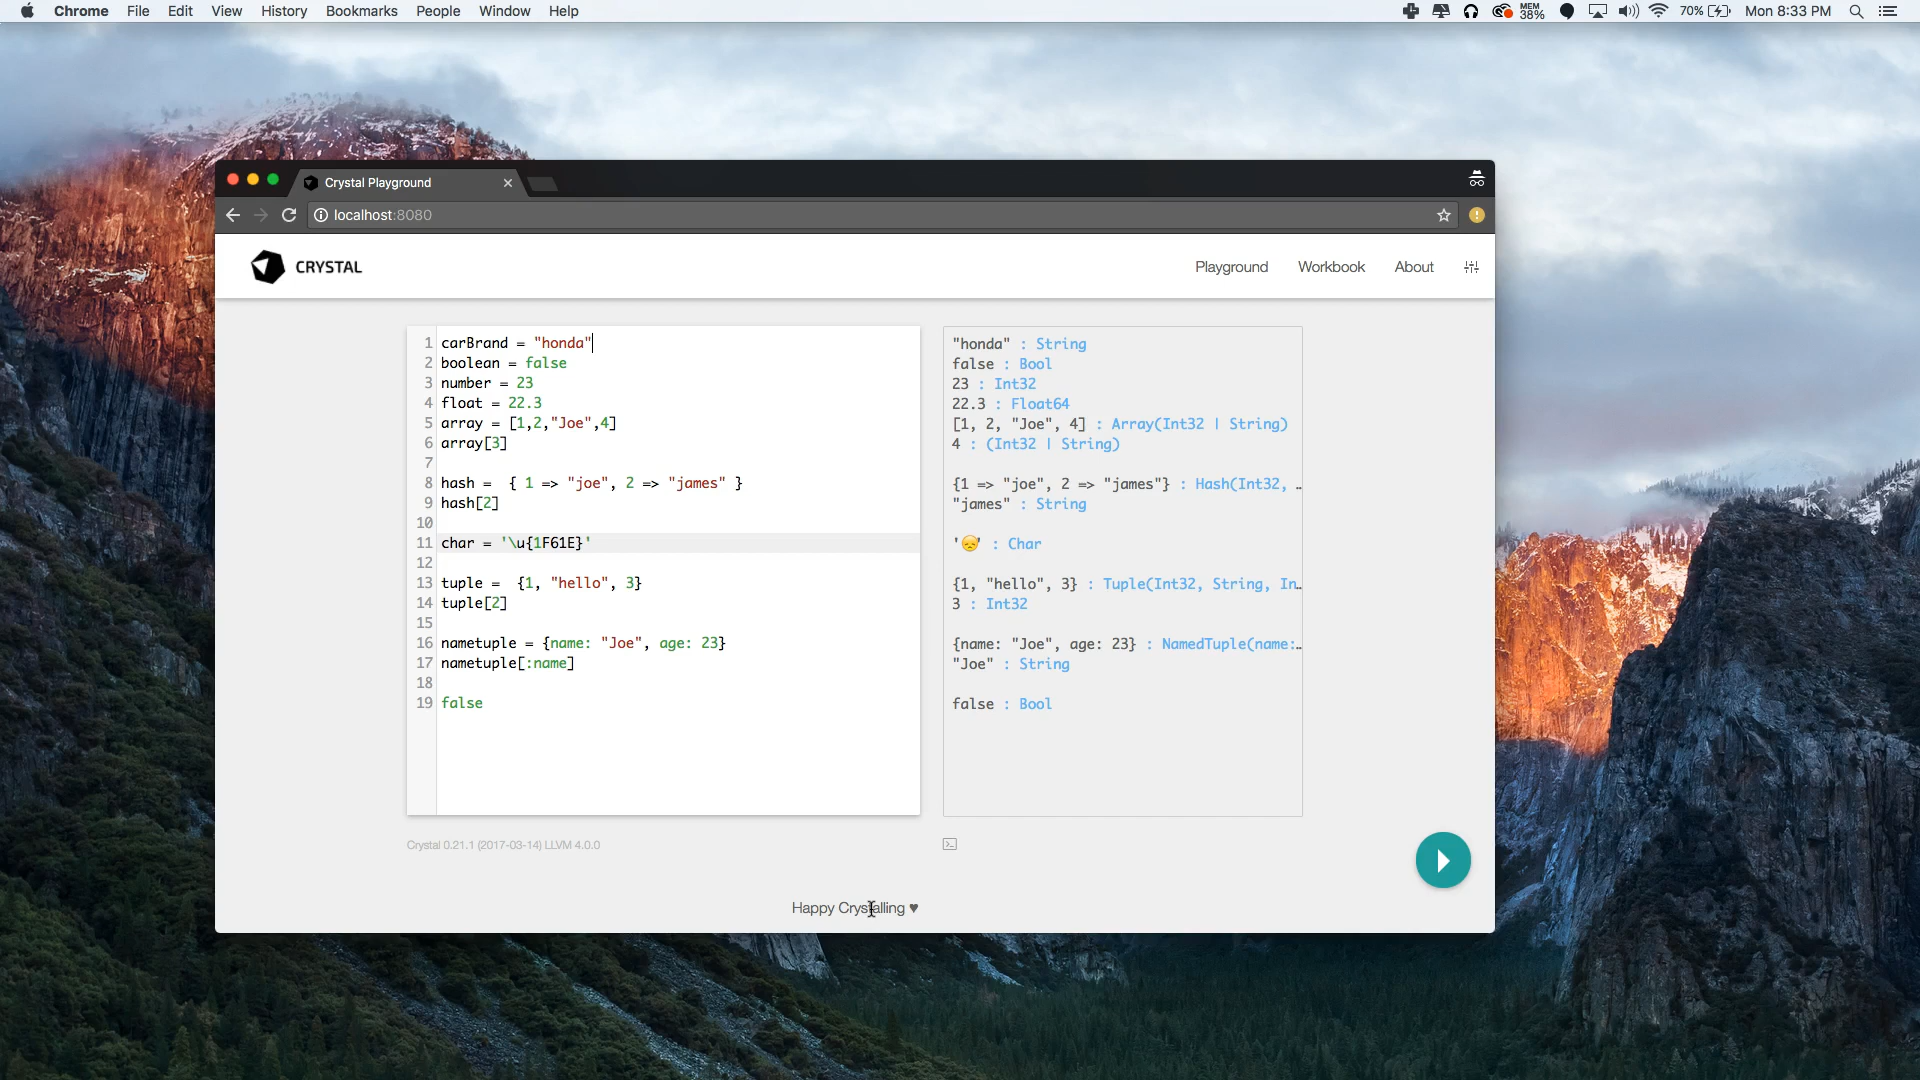 Chrome File Edit View History Bookmarks People Window Help MEM 38% 70% Mon 8:33 PM
Crystal Playground
localhost:8080
CRYSTAL Playground Workbook About
1 carBrand = "honda"
2 boolean = false
3 number = 23
4 float = 22.3
5 array = [1,2,"Joe",4]
6 array[3]
7
8 hash =  { 1 => "joe", 2 => "james" }
9 hash[2]
10
11 char = '\u{1F61E}'
12
13 tuple =  {1, "hello", 3}
14 tuple[2]
15
16 nametuple = {name: "Joe", age: 23}
17 nametuple[:name]
18
19 false
"honda" : String
false : Bool
23 : Int32
22.3 : Float64
[1, 2, "Joe", 4] : Array(Int32 | String)
4 : (Int32 | String)
{1 => "joe", 2 => "james"} : Hash(Int32, …
"james" : String
'😞' : Char
{1, "hello", 3} : Tuple(Int32, String, In…
3 : Int32
{name: "Joe", age: 23} : NamedTuple(name:…
"Joe" : String
false : Bool
Crystal 0.21.1 (2017-03-14) LLVM 4.0.0
Happy Crystalling ♥